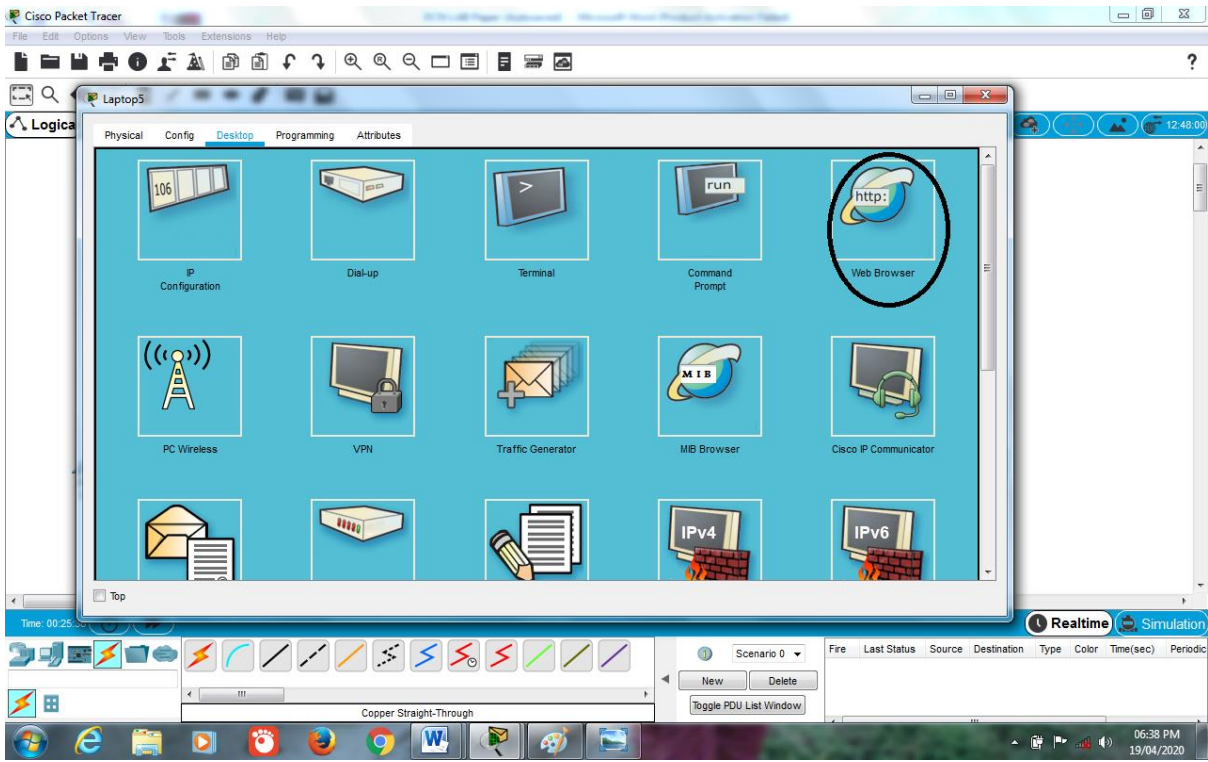 Cisco Packet Tracer
File Edit Options View Tools Extensions Help
?
Laptop5
Logica
12:48:00
Physical Config Desktop Programming Attributes
106
>
run
http:
IP
Configuration
Dial-up
Terminal
Command
Prompt
Web Browser
MIB
PC Wireless
VPN
Traffic Generator
MIB Browser
Cisco IP Communicator
IPv4
IPv6
Top
Time: 00:25:
Realtime
Simulation
Scenario 0
Fire Last Status Source Destination Type Color Time(sec) Periodic
New
Delete
Toggle PDU List Window
Copper Straight-Through
06:38 PM
19/04/2020